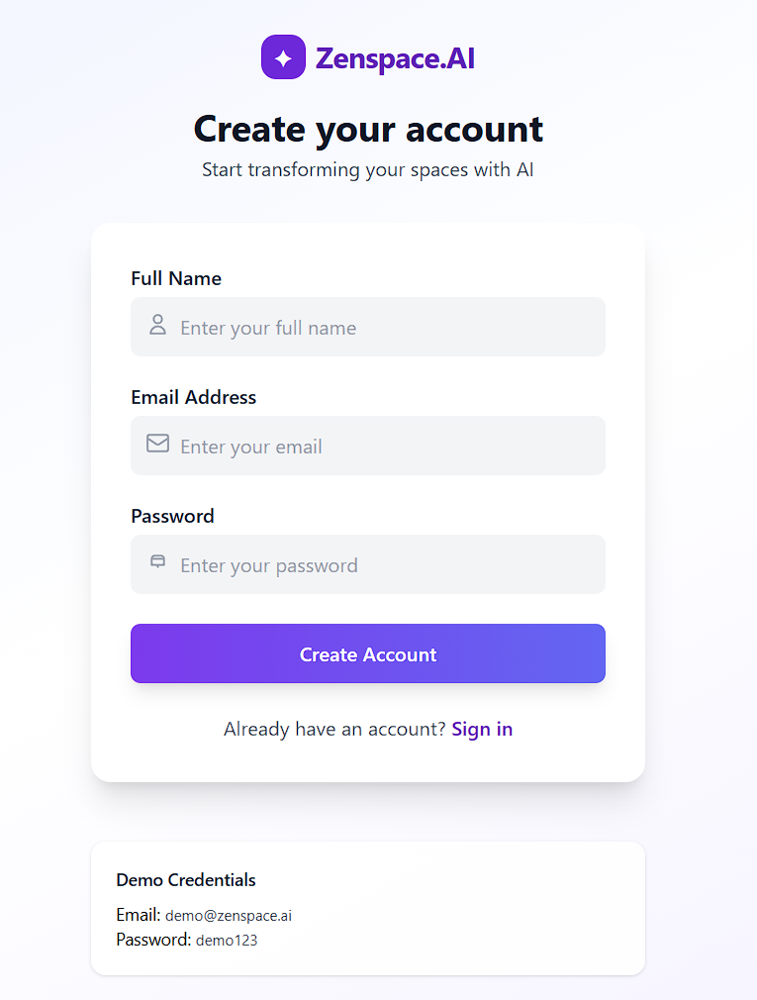 Zenspace.AI
Create your account
Start transforming your spaces with AI
Full Name
Enter your full name
Email Address
Enter your email
Password
Enter your password
Create Account
Already have an account? Sign in
Demo Credentials
Email: demo@zenspace.ai
Password: demo123